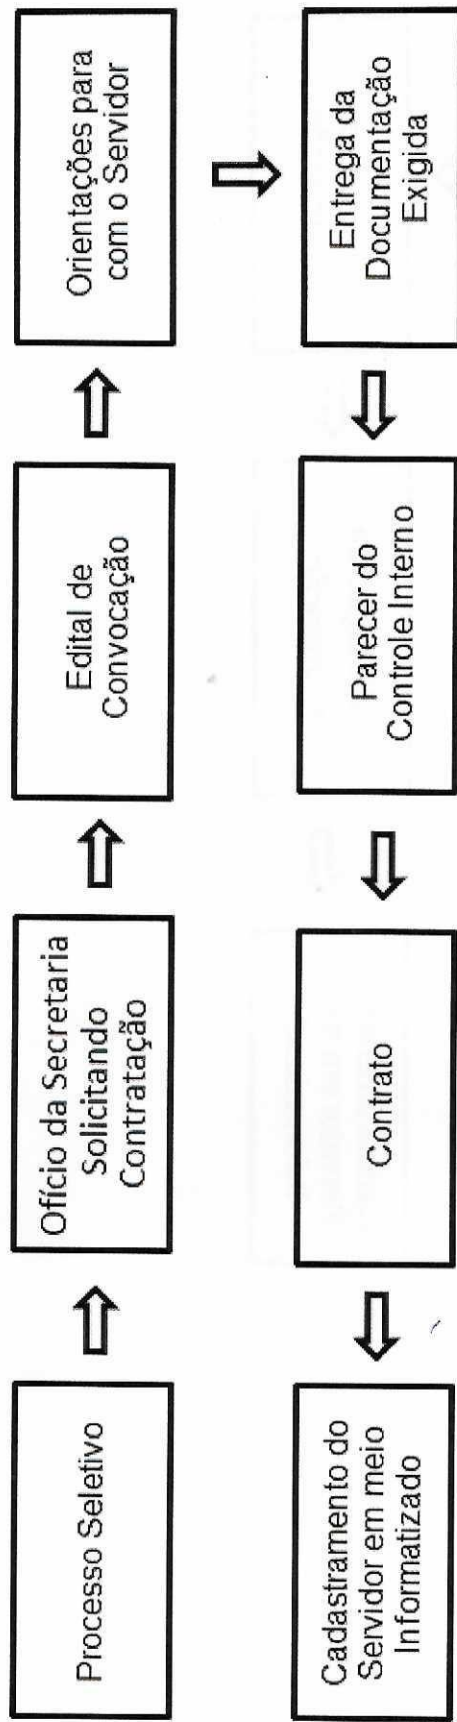 Processo Seletivo
Ofício da Secretaria
Solicitando
Contratação
Edital de
Convocação
Orientações para
com o Servidor
Entrega da
Documentação
Exigida
Parecer do
Controle Interno
Contrato
Cadastramento do
Servidor em meio
Informatizado